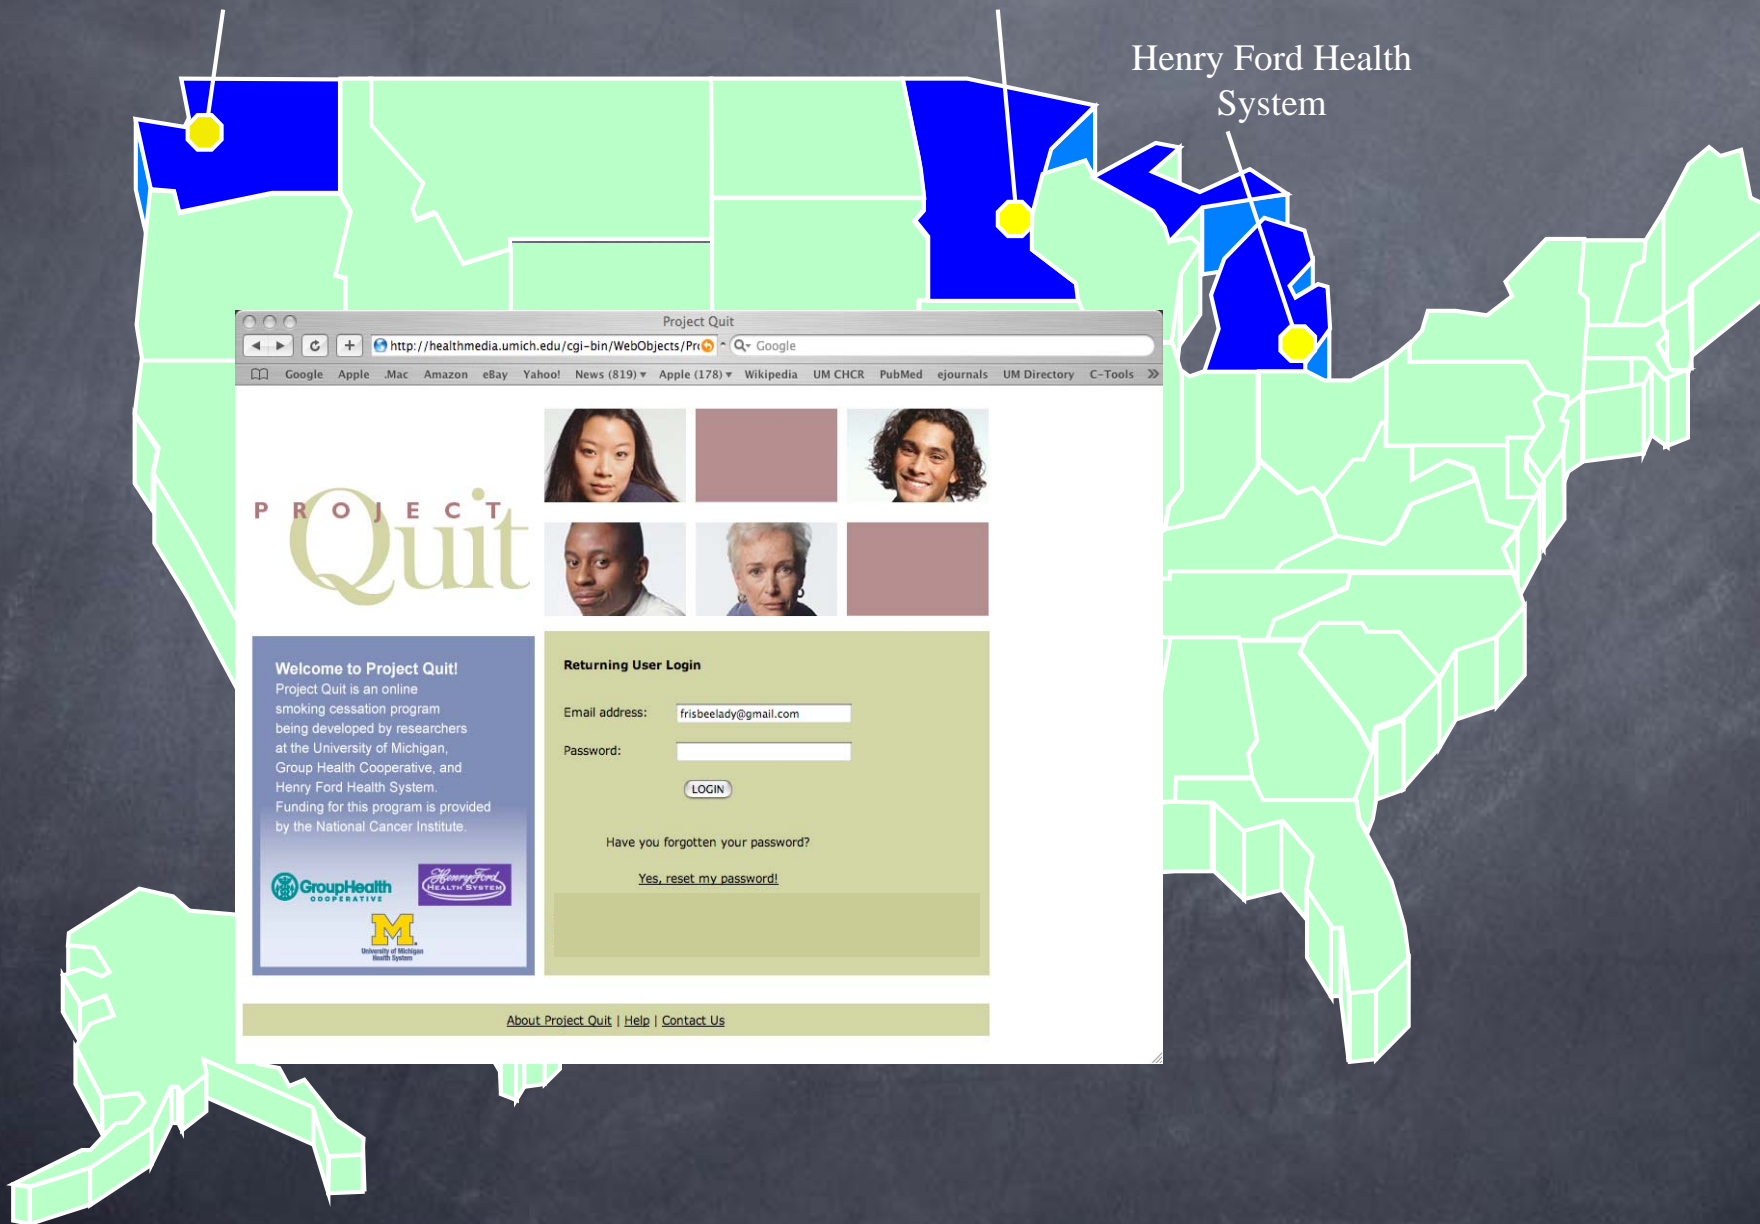 Henry Ford Health
System
Project Quit
http://healthmedia.umich.edu/cgi-bin/WebObjects/Pr
Google
Google Apple .Mac Amazon eBay Yahoo! News (819) Apple (178) Wikipedia UM CHCR PubMed ejournals UM Directory C-Tools
PROJECT
Quit
Welcome to Project Quit!
Project Quit is an online
smoking cessation program
being developed by researchers
at the University of Michigan,
Group Health Cooperative, and
Henry Ford Health System.
Funding for this program is provided
by the National Cancer Institute.
GroupHealth
COOPERATIVE
Henry Ford
HEALTH SYSTEM
M
University of Michigan
Health System
Returning User Login
Email address: frisbeelady@gmail.com
Password:
LOGIN
Have you forgotten your password?
Yes, reset my password!
About Project Quit | Help | Contact Us